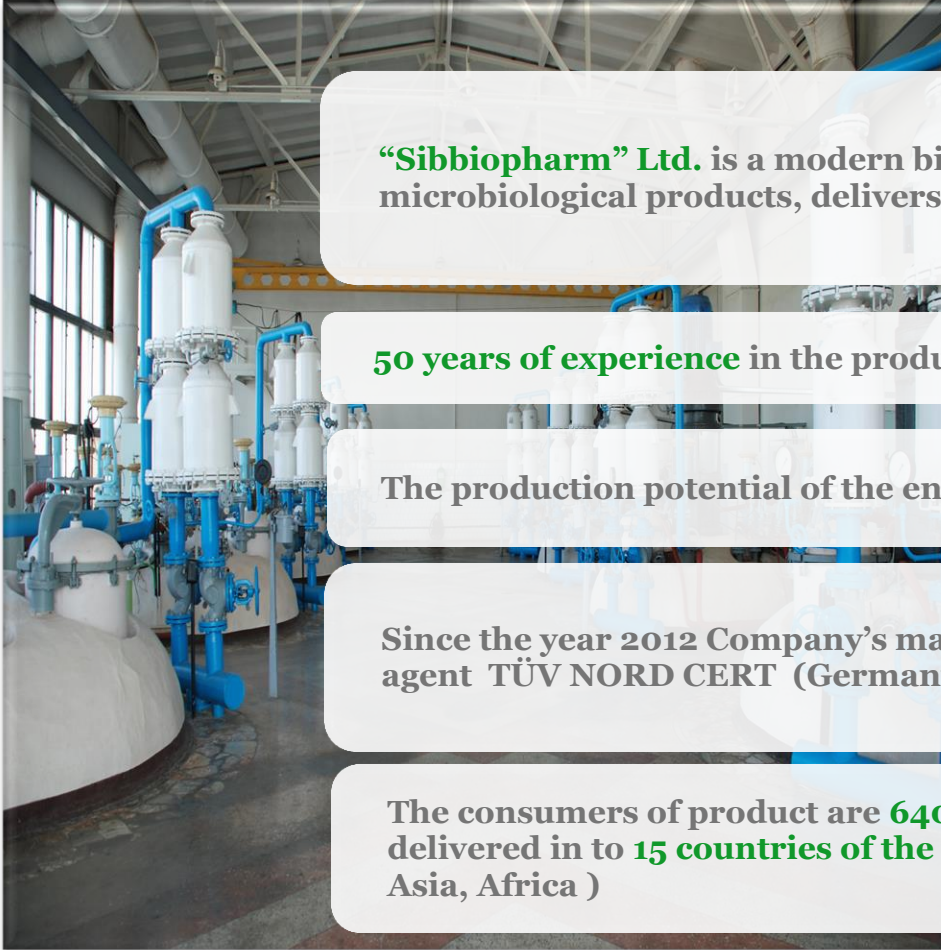 “Sibbiopharm” Ltd. is a modern bi
microbiological products, delivers
50 years of experience in the produ
The production potential of the en
Since the year 2012 Company’s ma
agent TÜV NORD CERT (German
The consumers of product are 640
delivered in to 15 countries of the
Asia, Africa )